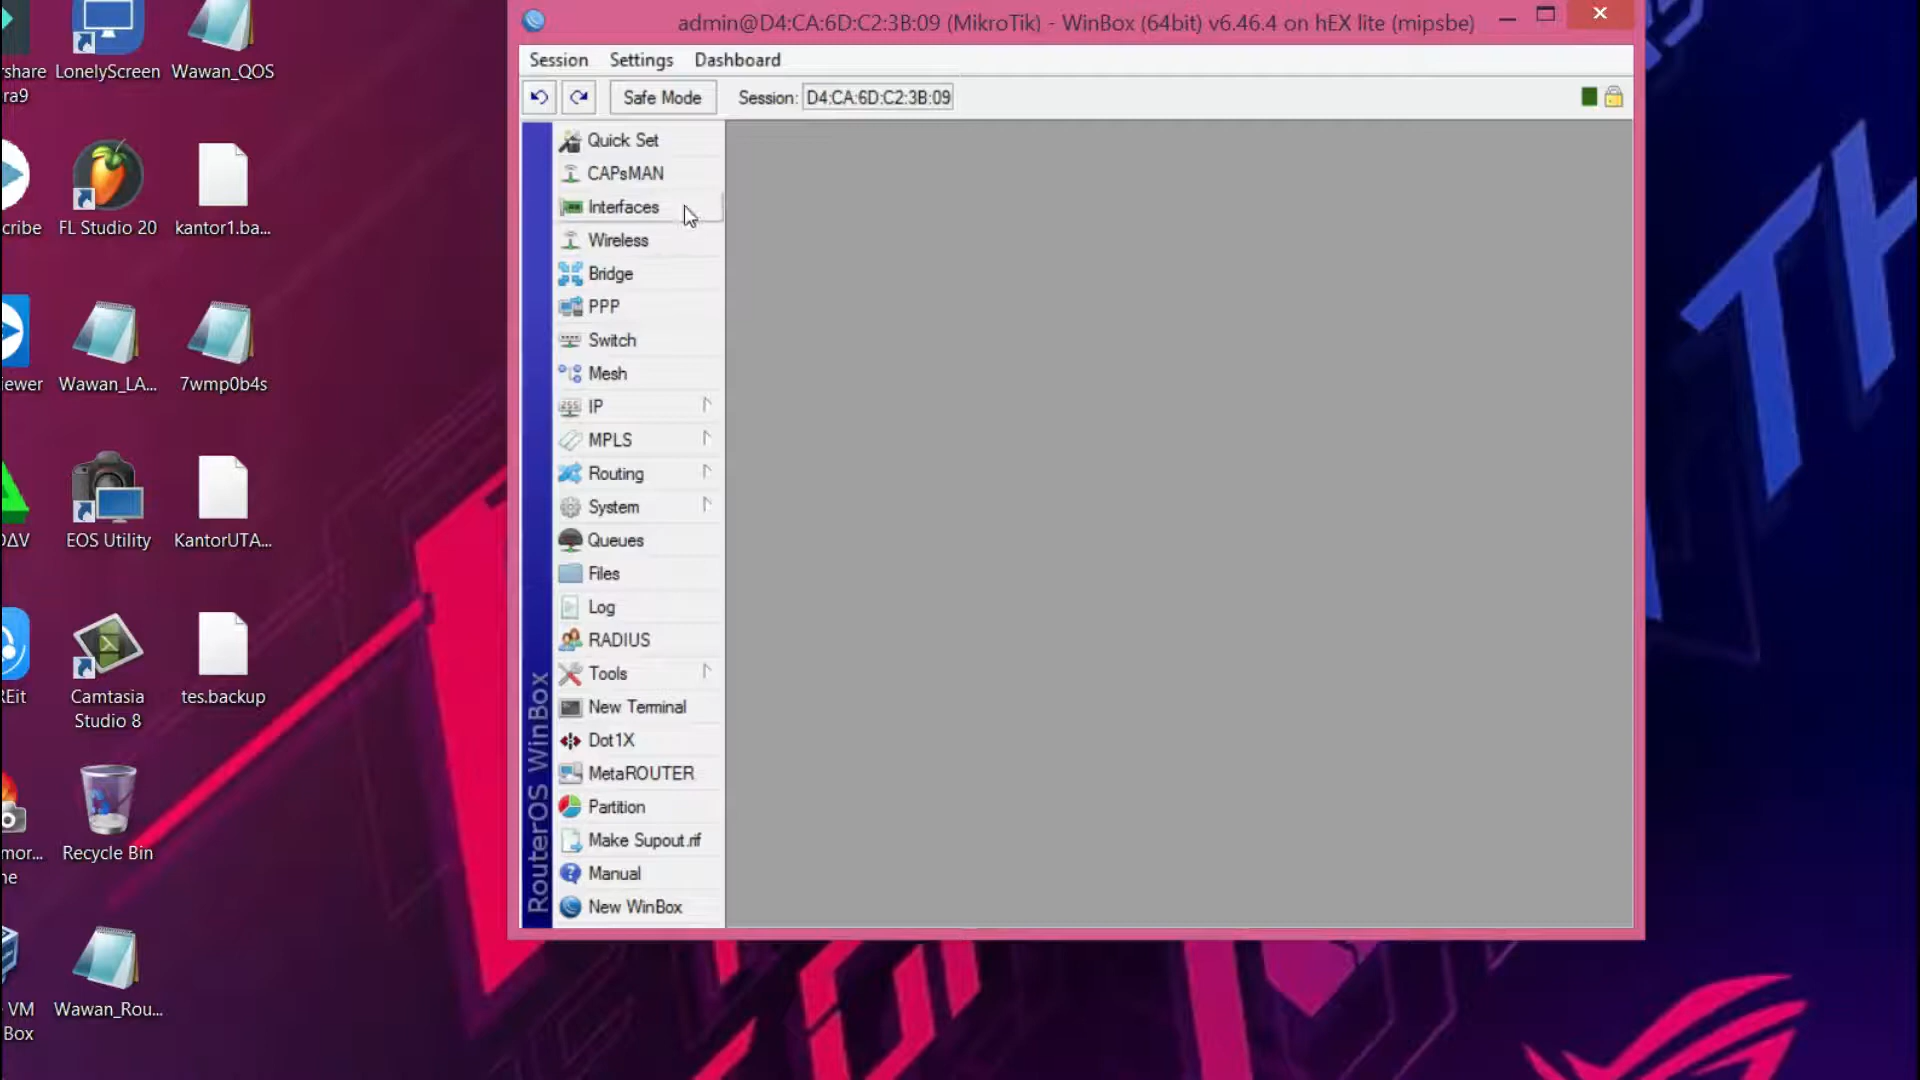 share
ra9
LonelyScreen
Wawan_QOS
cribe
FL Studio 20
kantor1.ba...
iewer
Wawan_LA...
7wmp0b4s
EOS Utility
KantorUTA...
REit
Camtasia
Studio 8
tes.backup
mor...
ne
Recycle Bin
VM
Box
Wawan_Rou...
admin@D4:CA:6D:C2:3B:09 (MikroTik) - WinBox (64bit) v6.46.4 on hEX lite (mipsbe)
Session Settings Dashboard
Safe Mode Session: D4:CA:6D:C2:3B:09
Quick Set
CAPsMAN
Interfaces
Wireless
Bridge
PPP
Switch
Mesh
IP
MPLS
Routing
System
Queues
Files
Log
RADIUS
Tools
New Terminal
Dot1X
MetaROUTER
Partition
Make Supout.rif
Manual
New WinBox
RouterOS WinBox